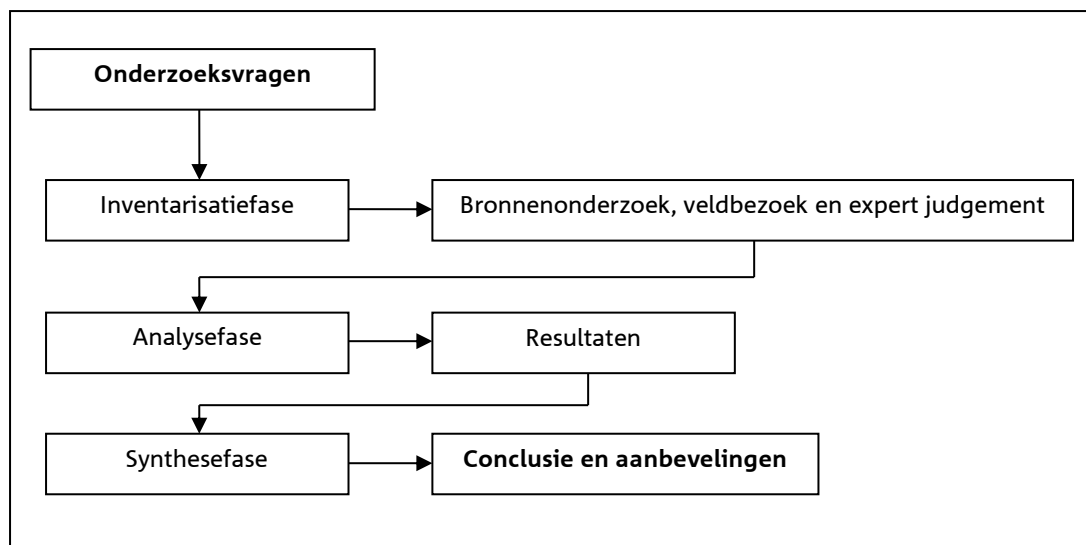 Onderzoeksvragen
Inventarisatiefase
Bronnenonderzoek, veldbezoek en expert judgement
Analysefase
Resultaten
Synthesefase
Conclusie en aanbevelingen